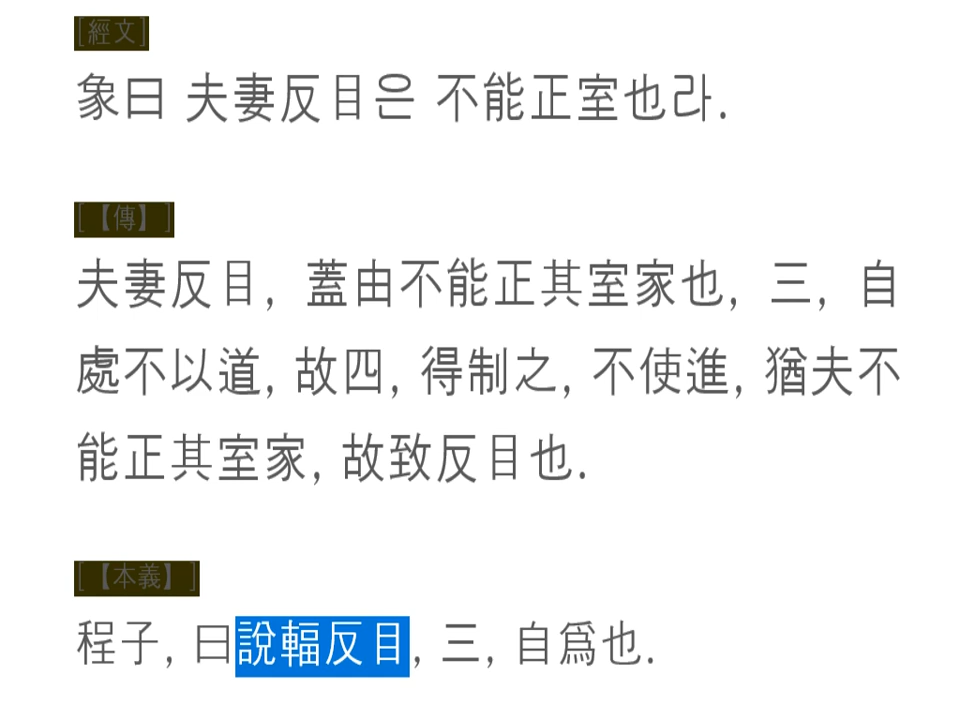 [經文]
象曰 夫妻反目은 不能正室也라.
[【傳】]
夫妻反目, 蓋由不能正其室家也, 三, 自
處不以道, 故四, 得制之, 不使進, 猶夫不
能正其室家, 故致反目也.
[【本義】]
程子, 曰說輻反目, 三, 自爲也.